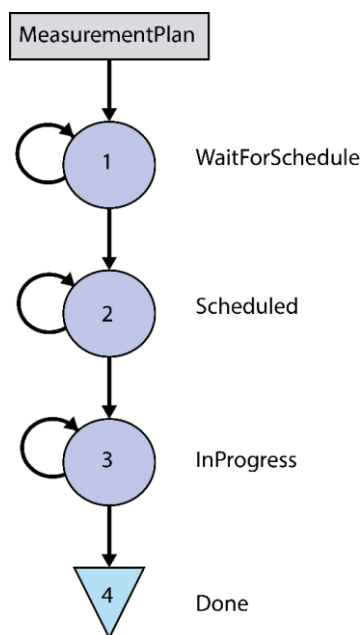 MeasurementPlan
1
WaitForSchedule
2
Scheduled
3
InProgress
4
Done